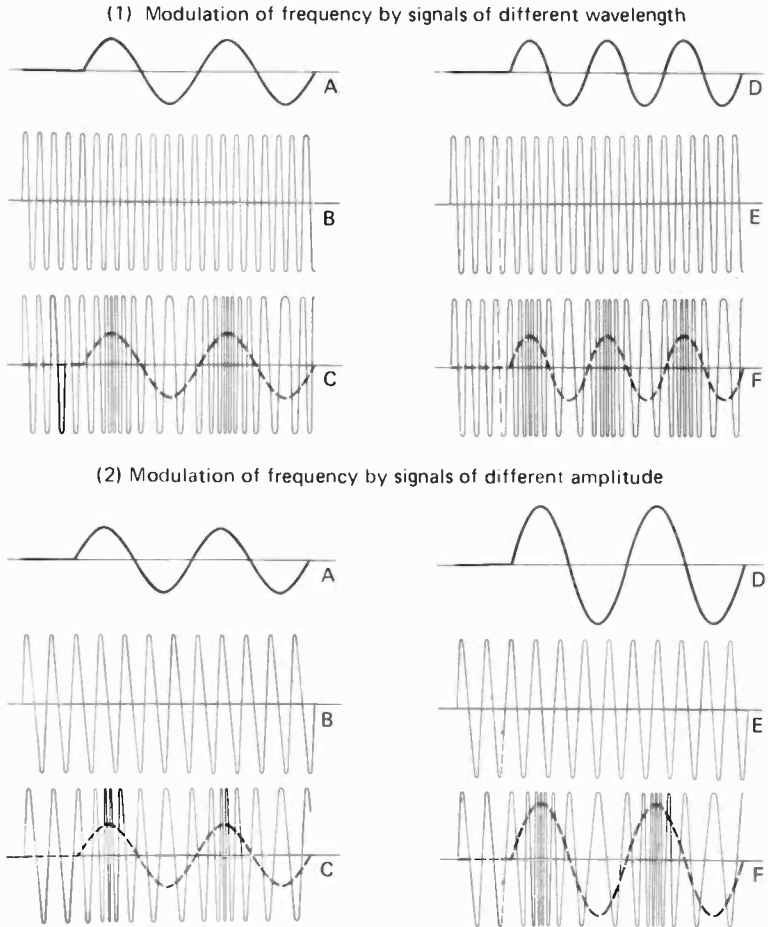 (1) Modulation of frequency by signals of different wavelength
A
D
B
E
C
F
(2) Modulation of frequency by signals of different amplitude
A
D
B
E
C
F